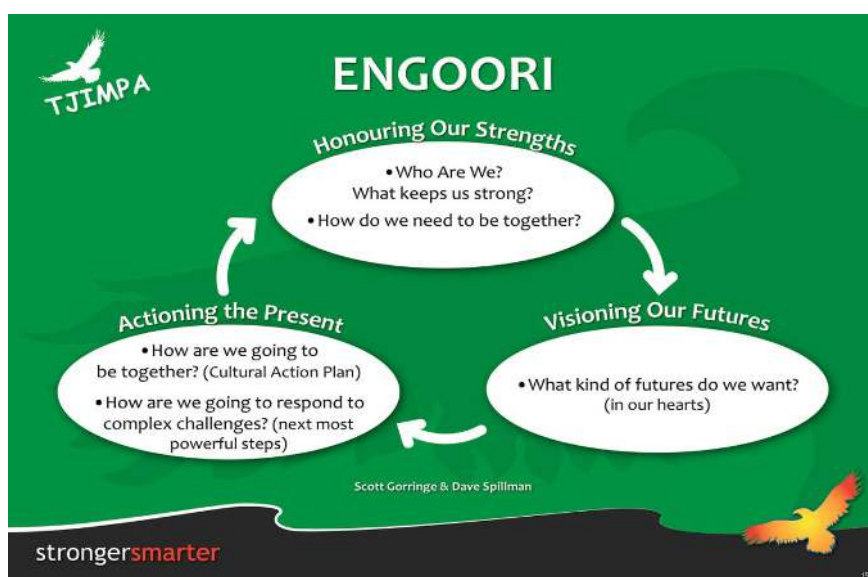 TJIMPA
ENGOORI
Honouring Our Strengths
•Who Are We?
What keeps us strong?
•How do we need to be together?
Actioning the Present
•How are we going to
be together? (Cultural Action Plan)
•How are we going to respond to
complex challenges? (next most
powerful steps)
Visioning Our Futures
•What kind of futures do we want?
(in our hearts)
Scott Gorringe & Dave Spillman
strongersmarter